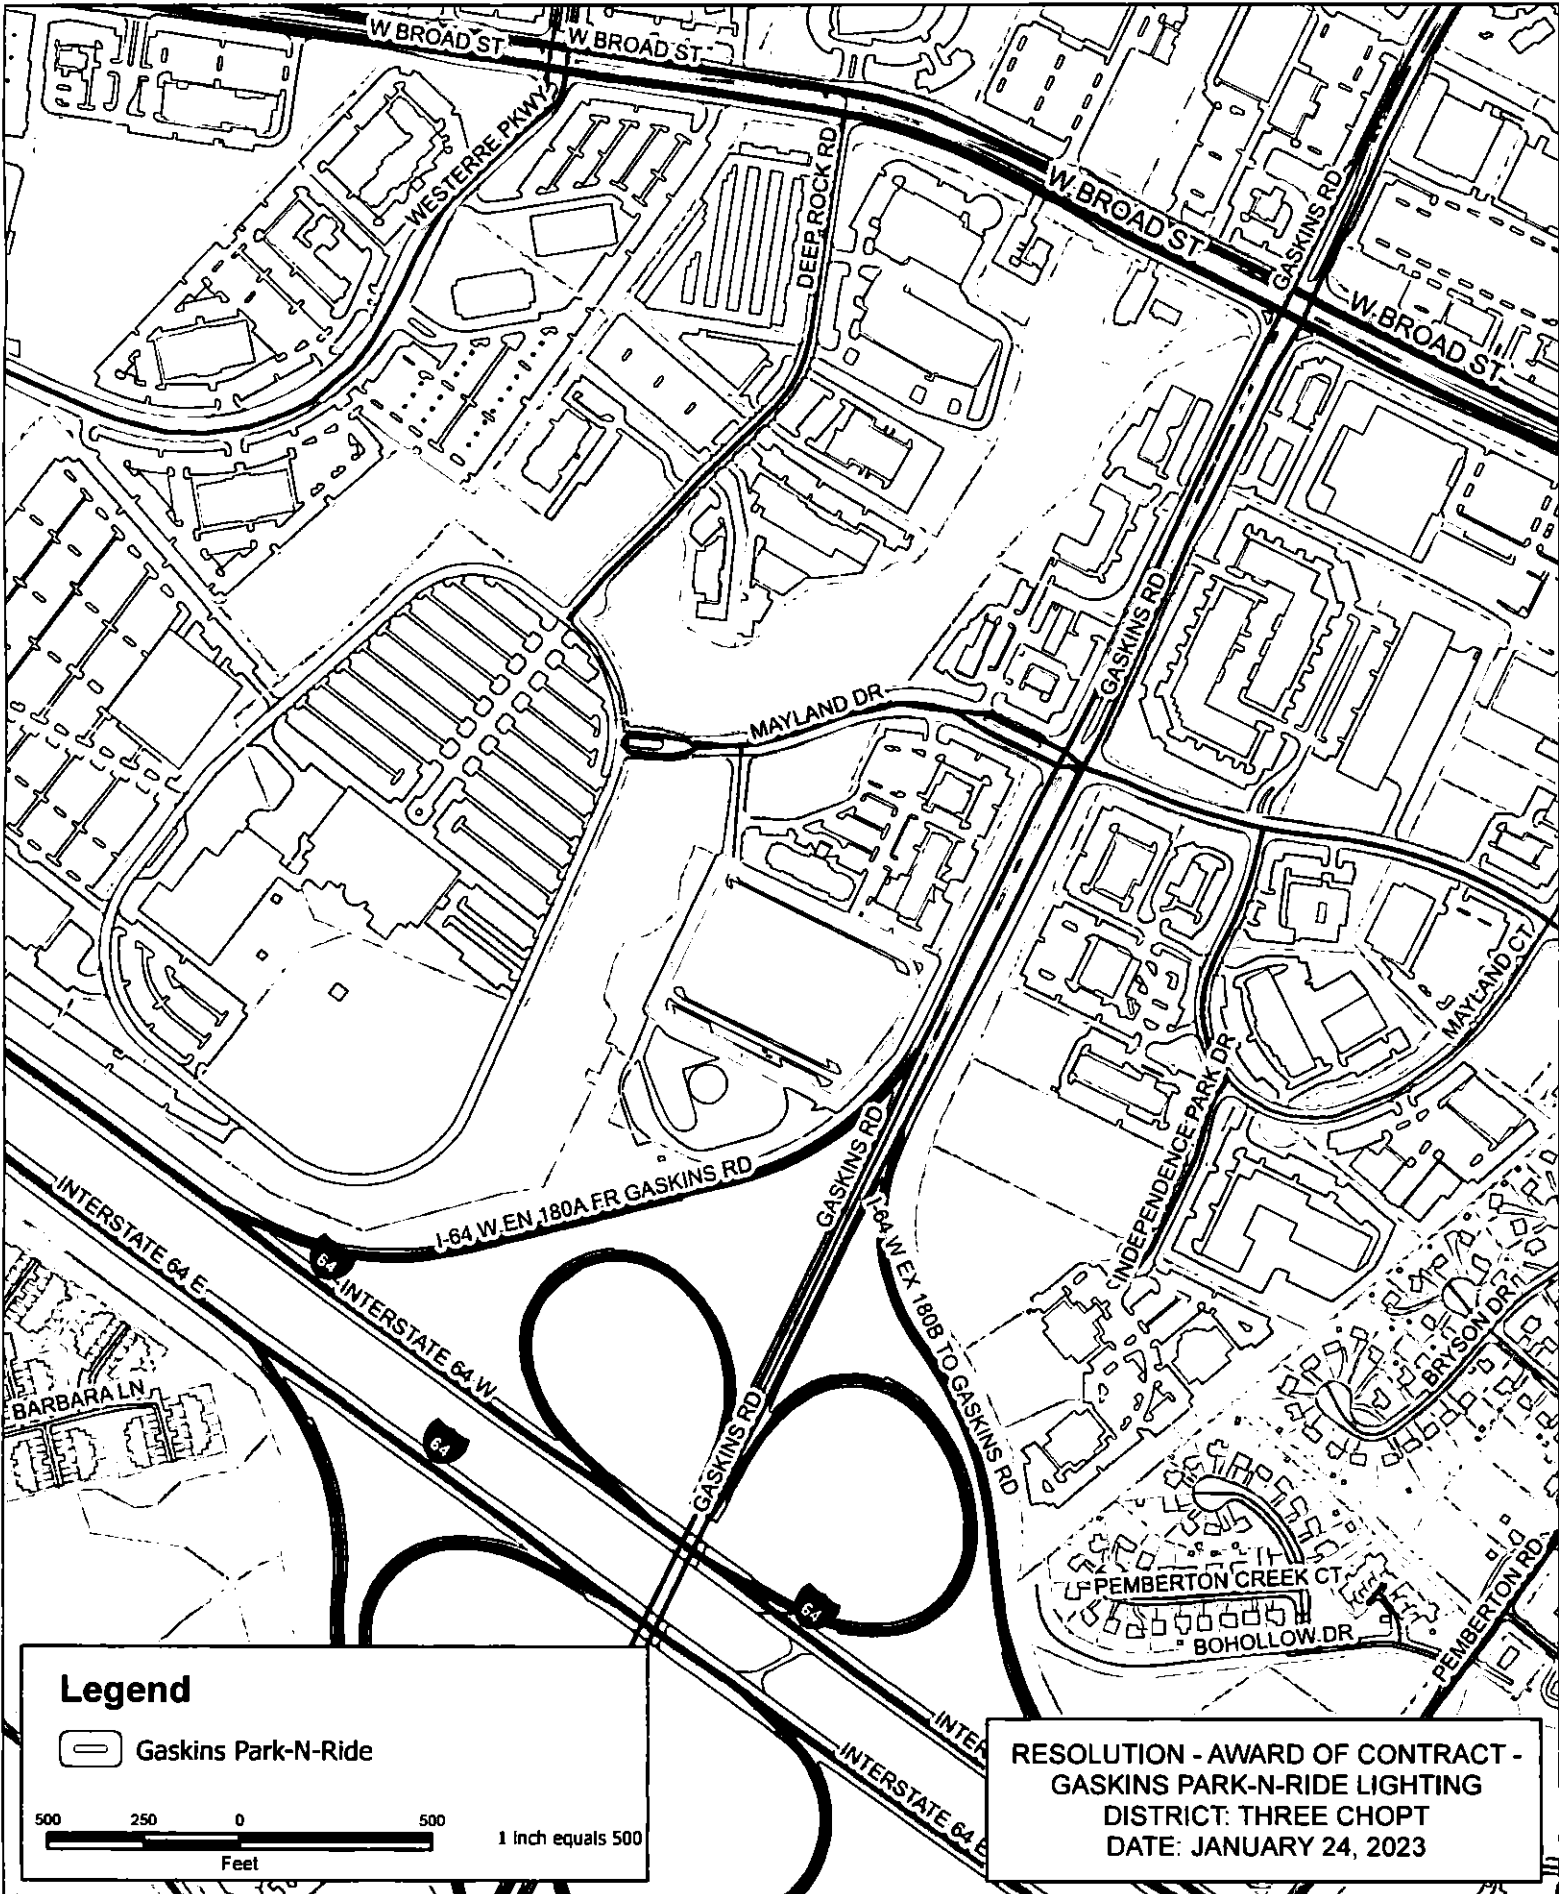 W BROAD ST
W BROAD ST
WESTERRE PKWY
DEEP ROCK RD
W BROAD ST
GASKINS RD
W BROAD ST
GASKINS RD
MAYLAND DR
MAYLAND CT
INDEPENDENCE PARK DR
GASKINS RD
I-64 W EN 180A FR GASKINS RD
I-64 W EX 180B TO GASKINS RD
INTERSTATE 64 E
64
INTERSTATE 64 W
BRYSON DR
BARBARA LN
64
GASKINS RD
PEMBERTON CREEK CT
64
BOHOLLOW DR
PEMBERTON RD
INTER
INTERSTATE 64 E
Legend
Gaskins Park-N-Ride
500 250 0 500
Feet
1 inch equals 500
RESOLUTION - AWARD OF CONTRACT -
GASKINS PARK-N-RIDE LIGHTING
DISTRICT: THREE CHOPT
DATE: JANUARY 24, 2023